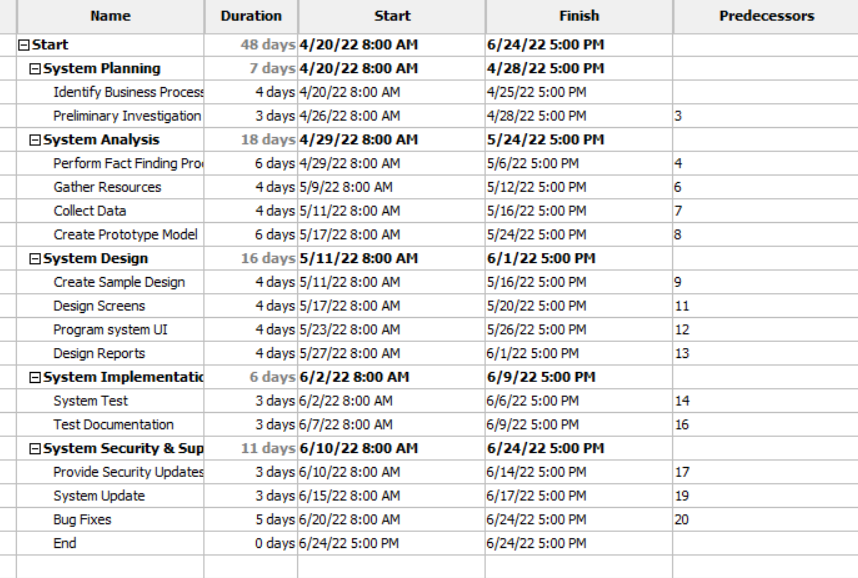 Name Duration Start Finish Predecessors
Start 48 days 4/20/22 8:00 AM 6/24/22 5:00 PM
System Planning 7 days 4/20/22 8:00 AM 4/28/22 5:00 PM
Identify Business Process 4 days 4/20/22 8:00 AM 4/25/22 5:00 PM
Preliminary Investigation 3 days 4/26/22 8:00 AM 4/28/22 5:00 PM 3
System Analysis 18 days 4/29/22 8:00 AM 5/24/22 5:00 PM
Perform Fact Finding Pro 6 days 4/29/22 8:00 AM 5/6/22 5:00 PM 4
Gather Resources 4 days 5/9/22 8:00 AM 5/12/22 5:00 PM 6
Collect Data 4 days 5/11/22 8:00 AM 5/16/22 5:00 PM 7
Create Prototype Model 6 days 5/17/22 8:00 AM 5/24/22 5:00 PM 8
System Design 16 days 5/11/22 8:00 AM 6/1/22 5:00 PM
Create Sample Design 4 days 5/11/22 8:00 AM 5/16/22 5:00 PM 9
Design Screens 4 days 5/17/22 8:00 AM 5/20/22 5:00 PM 11
Program system UI 4 days 5/23/22 8:00 AM 5/26/22 5:00 PM 12
Design Reports 4 days 5/27/22 8:00 AM 6/1/22 5:00 PM 13
System Implementatic 6 days 6/2/22 8:00 AM 6/9/22 5:00 PM
System Test 3 days 6/2/22 8:00 AM 6/6/22 5:00 PM 14
Test Documentation 3 days 6/7/22 8:00 AM 6/9/22 5:00 PM 16
System Security & Sup 11 days 6/10/22 8:00 AM 6/24/22 5:00 PM
Provide Security Updates 3 days 6/10/22 8:00 AM 6/14/22 5:00 PM 17
System Update 3 days 6/15/22 8:00 AM 6/17/22 5:00 PM 19
Bug Fixes 5 days 6/20/22 8:00 AM 6/24/22 5:00 PM 20
End 0 days 6/24/22 5:00 PM 6/24/22 5:00 PM